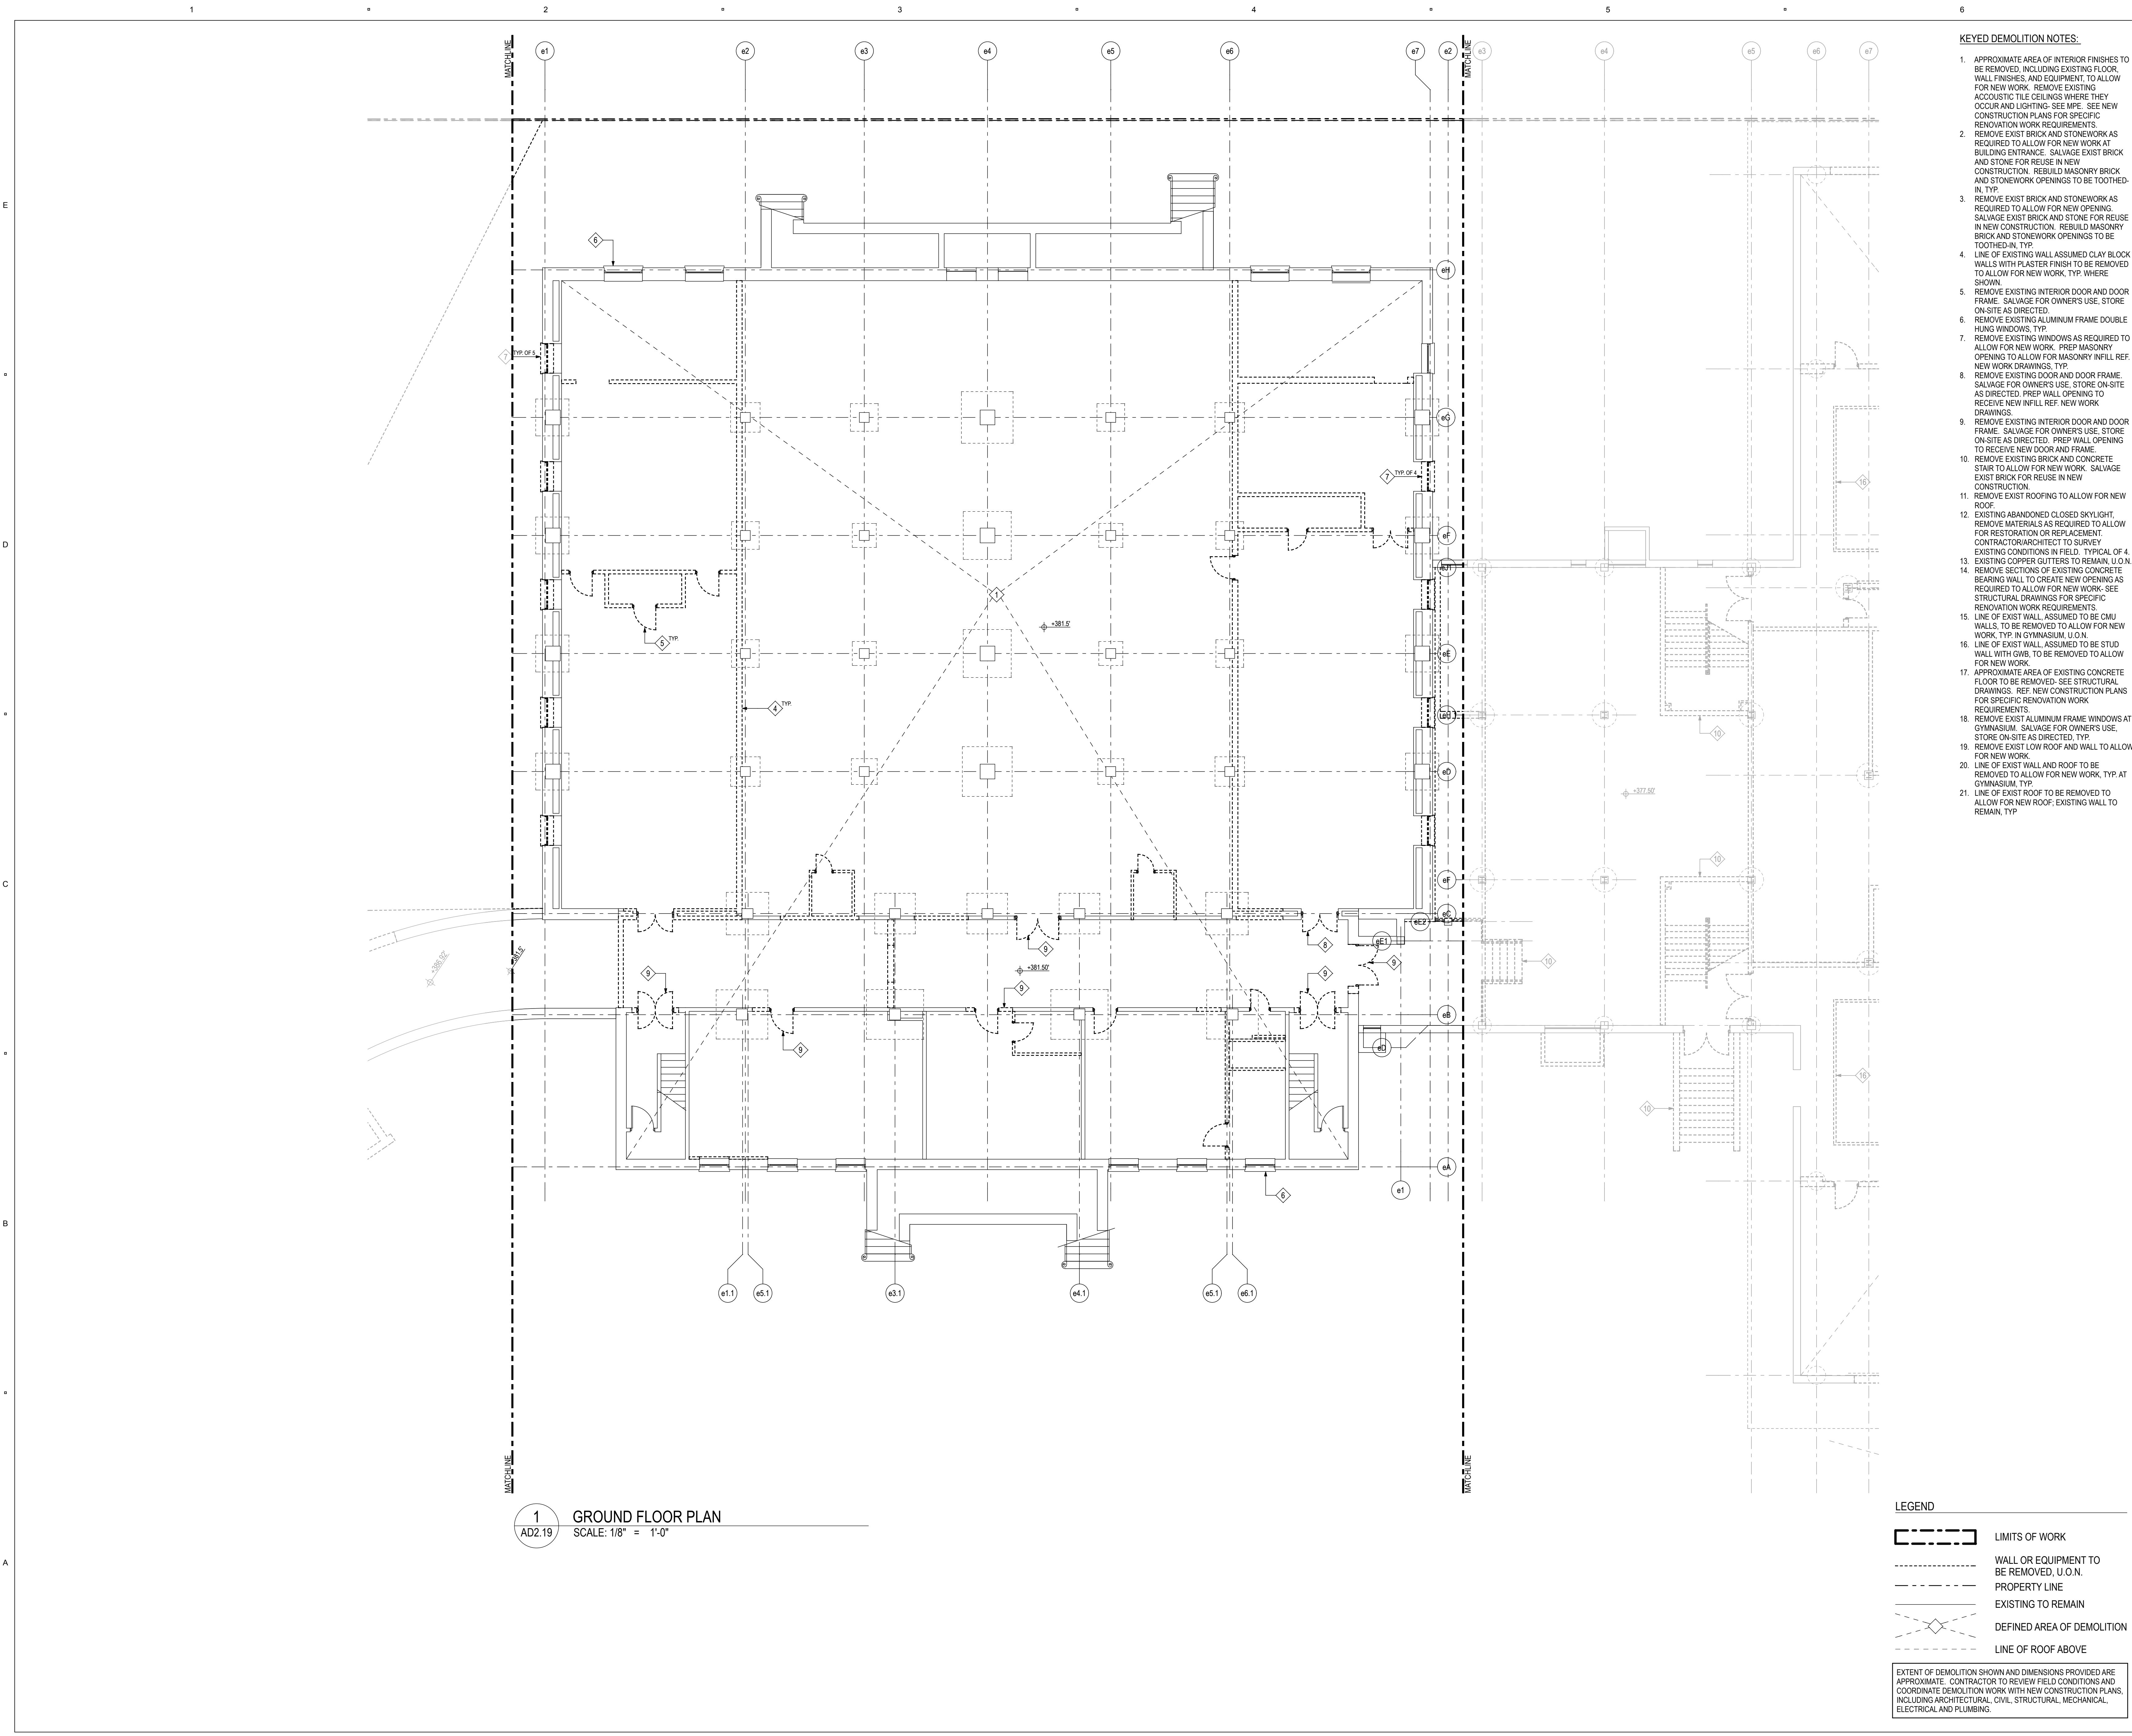 1 2 3 4 5 6
E
D
C
B
A
MATCHLINE
MATCHLINE
e1 e2 e3 e4 e5 e6 e7 e2 e3 e4 e5 e6 e7
6
eH
7 TYP. OF 5
eG
7 TYP. OF 4
16
eF
1
+381.5'
5 TYP.
eE
4 TYP.
10
eD
+377.50'
10
eF
eC
eE2
eE1
8
9
9
10
+386.92'
+381.5'
9
+381.50'
9
9
eB
9
eD
16
10
eA
e1
6
e1.1 e5.1 e3.1 e4.1 e5.1 e6.1
MATCHLINE
MATCHLINE
1
AD2.19
GROUND FLOOR PLAN
SCALE: 1/8" = 1'-0"
KEYED DEMOLITION NOTES:
1. APPROXIMATE AREA OF INTERIOR FINISHES TO
BE REMOVED, INCLUDING EXISTING FLOOR,
WALL FINISHES, AND EQUIPMENT, TO ALLOW
FOR NEW WORK. REMOVE EXISTING
ACCOUSTIC TILE CEILINGS WHERE THEY
OCCUR AND LIGHTING- SEE MPE. SEE NEW
CONSTRUCTION PLANS FOR SPECIFIC
RENOVATION WORK REQUIREMENTS.
2. REMOVE EXIST BRICK AND STONEWORK AS
REQUIRED TO ALLOW FOR NEW WORK AT
BUILDING ENTRANCE. SALVAGE EXIST BRICK
AND STONE FOR REUSE IN NEW
CONSTRUCTION. REBUILD MASONRY BRICK
AND STONEWORK OPENINGS TO BE TOOTHED-
IN, TYP.
3. REMOVE EXIST BRICK AND STONEWORK AS
REQUIRED TO ALLOW FOR NEW OPENING.
SALVAGE EXIST BRICK AND STONE FOR REUSE
IN NEW CONSTRUCTION. REBUILD MASONRY
BRICK AND STONEWORK OPENINGS TO BE
TOOTHED-IN, TYP.
4. LINE OF EXISTING WALL ASSUMED CLAY BLOCK
WALLS WITH PLASTER FINISH TO BE REMOVED
TO ALLOW FOR NEW WORK, TYP. WHERE
SHOWN.
5. REMOVE EXISTING INTERIOR DOOR AND DOOR
FRAME. SALVAGE FOR OWNER'S USE, STORE
ON-SITE AS DIRECTED.
6. REMOVE EXISTING ALUMINUM FRAME DOUBLE
HUNG WINDOWS, TYP.
7. REMOVE EXISTING WINDOWS AS REQUIRED TO
ALLOW FOR NEW WORK. PREP MASONRY
OPENING TO ALLOW FOR MASONRY INFILL REF.
NEW WORK DRAWINGS, TYP.
8. REMOVE EXISTING DOOR AND DOOR FRAME.
SALVAGE FOR OWNER'S USE, STORE ON-SITE
AS DIRECTED. PREP WALL OPENING TO
RECEIVE NEW INFILL REF. NEW WORK
DRAWINGS.
9. REMOVE EXISTING INTERIOR DOOR AND DOOR
FRAME. SALVAGE FOR OWNER'S USE, STORE
ON-SITE AS DIRECTED. PREP WALL OPENING
TO RECEIVE NEW DOOR AND FRAME.
10. REMOVE EXISTING BRICK AND CONCRETE
STAIR TO ALLOW FOR NEW WORK. SALVAGE
EXIST BRICK FOR REUSE IN NEW
CONSTRUCTION.
11. REMOVE EXIST ROOFING TO ALLOW FOR NEW
ROOF.
12. EXISTING ABANDONED CLOSED SKYLIGHT,
REMOVE MATERIALS AS REQUIRED TO ALLOW
FOR RESTORATION OR REPLACEMENT.
CONTRACTOR/ARCHITECT TO SURVEY
EXISTING CONDITIONS IN FIELD. TYPICAL OF 4.
13. EXISTING COPPER GUTTERS TO REMAIN, U.O.N.
14. REMOVE SECTIONS OF EXISTING CONCRETE
BEARING WALL TO CREATE NEW OPENING AS
REQUIRED TO ALLOW FOR NEW WORK- SEE
STRUCTURAL DRAWINGS FOR SPECIFIC
RENOVATION WORK REQUIREMENTS.
15. LINE OF EXIST WALL, ASSUMED TO BE CMU
WALLS, TO BE REMOVED TO ALLOW FOR NEW
WORK, TYP. IN GYMNASIUM, U.O.N.
16. LINE OF EXIST WALL, ASSUMED TO BE STUD
WALL WITH GWB, TO BE REMOVED TO ALLOW
FOR NEW WORK.
17. APPROXIMATE AREA OF EXISTING CONCRETE
FLOOR TO BE REMOVED- SEE STRUCTURAL
DRAWINGS. REF. NEW CONSTRUCTION PLANS
FOR SPECIFIC RENOVATION WORK
REQUIREMENTS.
18. REMOVE EXIST ALUMINUM FRAME WINDOWS AT
GYMNASIUM. SALVAGE FOR OWNER'S USE,
STORE ON-SITE AS DIRECTED, TYP.
19. REMOVE EXIST LOW ROOF AND WALL TO ALLOW
FOR NEW WORK.
20. LINE OF EXIST WALL AND ROOF TO BE
REMOVED TO ALLOW FOR NEW WORK, TYP. AT
GYMNASIUM, TYP.
21. LINE OF EXIST ROOF TO BE REMOVED TO
ALLOW FOR NEW ROOF; EXISTING WALL TO
REMAIN, TYP
LEGEND
LIMITS OF WORK
WALL OR EQUIPMENT TO
BE REMOVED, U.O.N.
PROPERTY LINE
EXISTING TO REMAIN
DEFINED AREA OF DEMOLITION
LINE OF ROOF ABOVE
EXTENT OF DEMOLITION SHOWN AND DIMENSIONS PROVIDED ARE
APPROXIMATE. CONTRACTOR TO REVIEW FIELD CONDITIONS AND
COORDINATE DEMOLITION WORK WITH NEW CONSTRUCTION PLANS,
INCLUDING ARCHITECTURAL, CIVIL, STRUCTURAL, MECHANICAL,
ELECTRICAL AND PLUMBING.